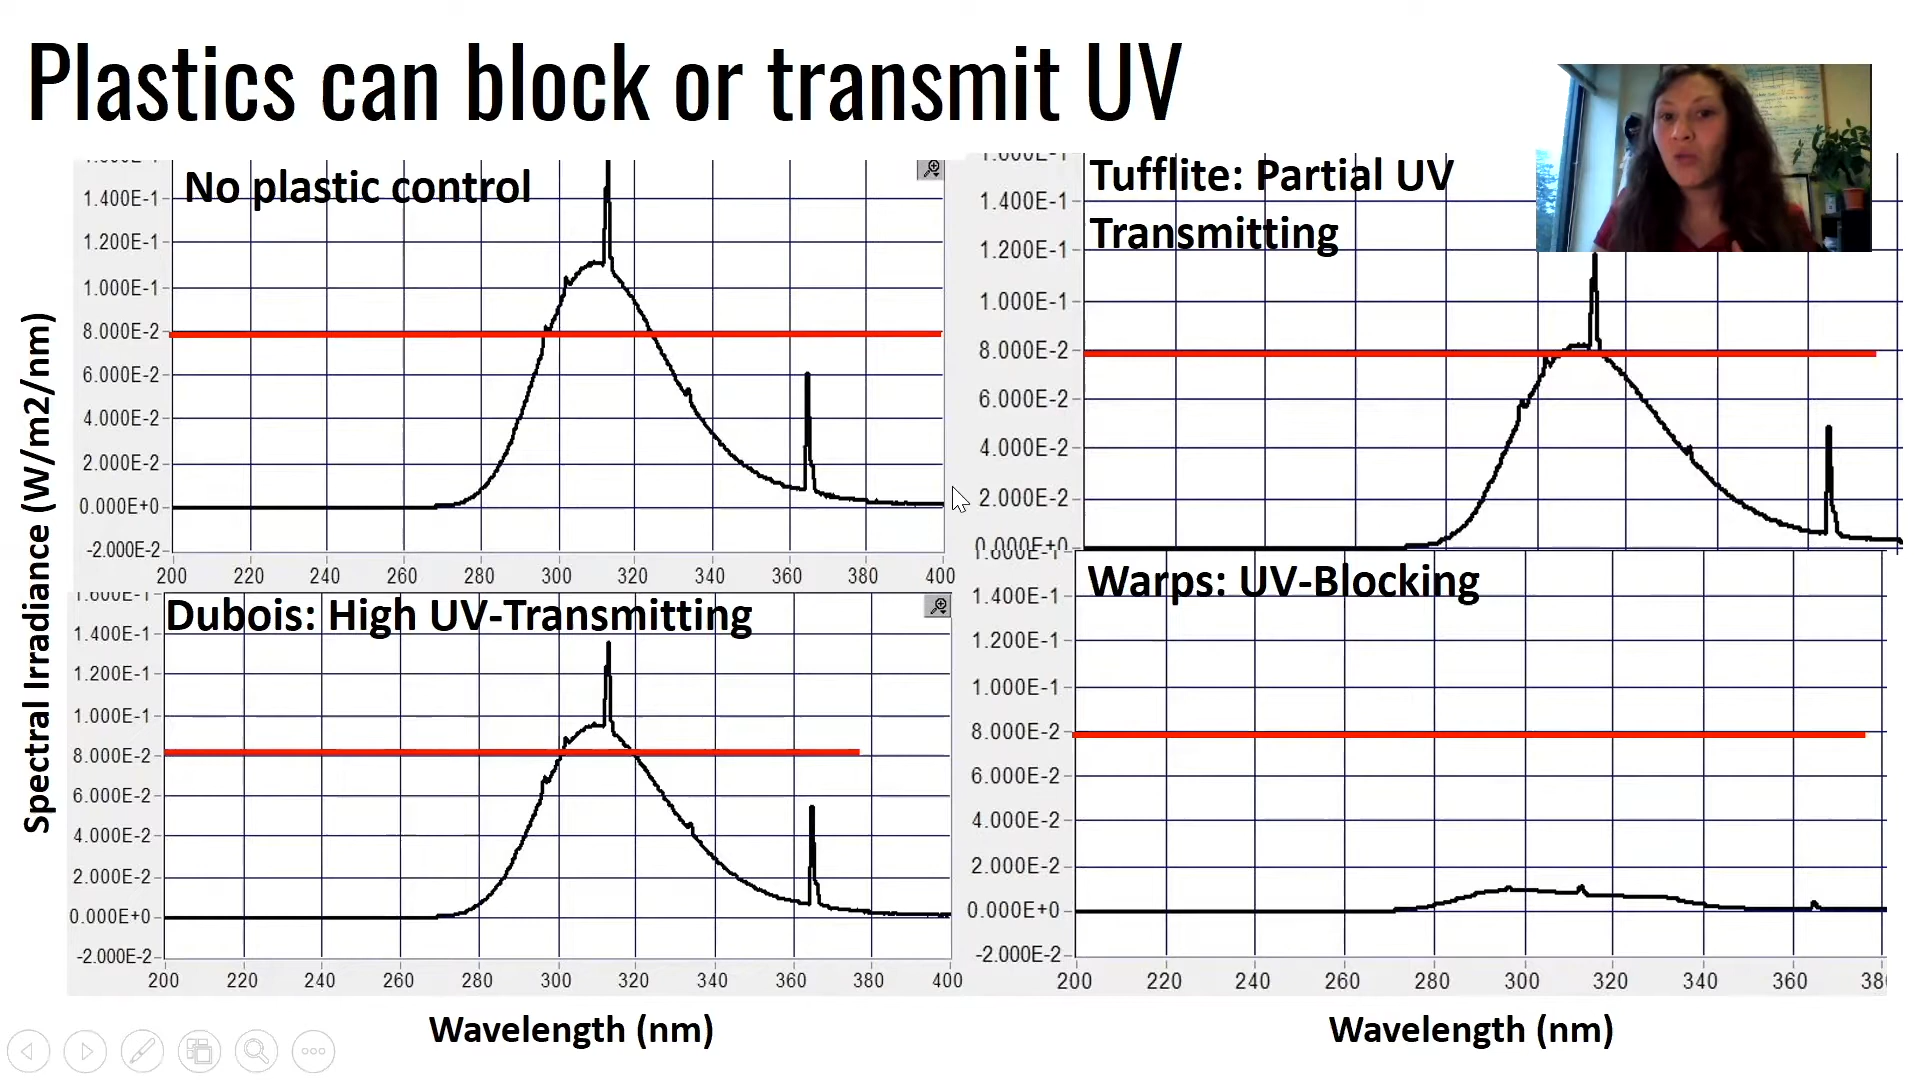 Plastics can block or transmit UV
No plastic control
1.400E-1
1.200E-1
1.000E-1
8.000E-2
6.000E-2
4.000E-2
2.000E-2
0.000E+0
-2.000E-2
200 220 240 260 280 300 320 340 360 380 400
Tufflite: Partial UV
Transmitting
1.400E-1
1.200E-1
1.000E-1
8.000E-2
6.000E-2
4.000E-2
2.000E-2
0.000E+0
Spectral Irradiance (W/m2/nm)
Dubois: High UV-Transmitting
1.600E-1
1.400E-1
1.200E-1
1.000E-1
8.000E-2
6.000E-2
4.000E-2
2.000E-2
0.000E+0
-2.000E-2
200 220 240 260 280 300 320 340 360 380 400
Wavelength (nm)
Warps: UV-Blocking
1.400E-1
1.200E-1
1.000E-1
8.000E-2
6.000E-2
4.000E-2
2.000E-2
0.000E+0
-2.000E-2
200 220 240 260 280 300 320 340 360 38
Wavelength (nm)